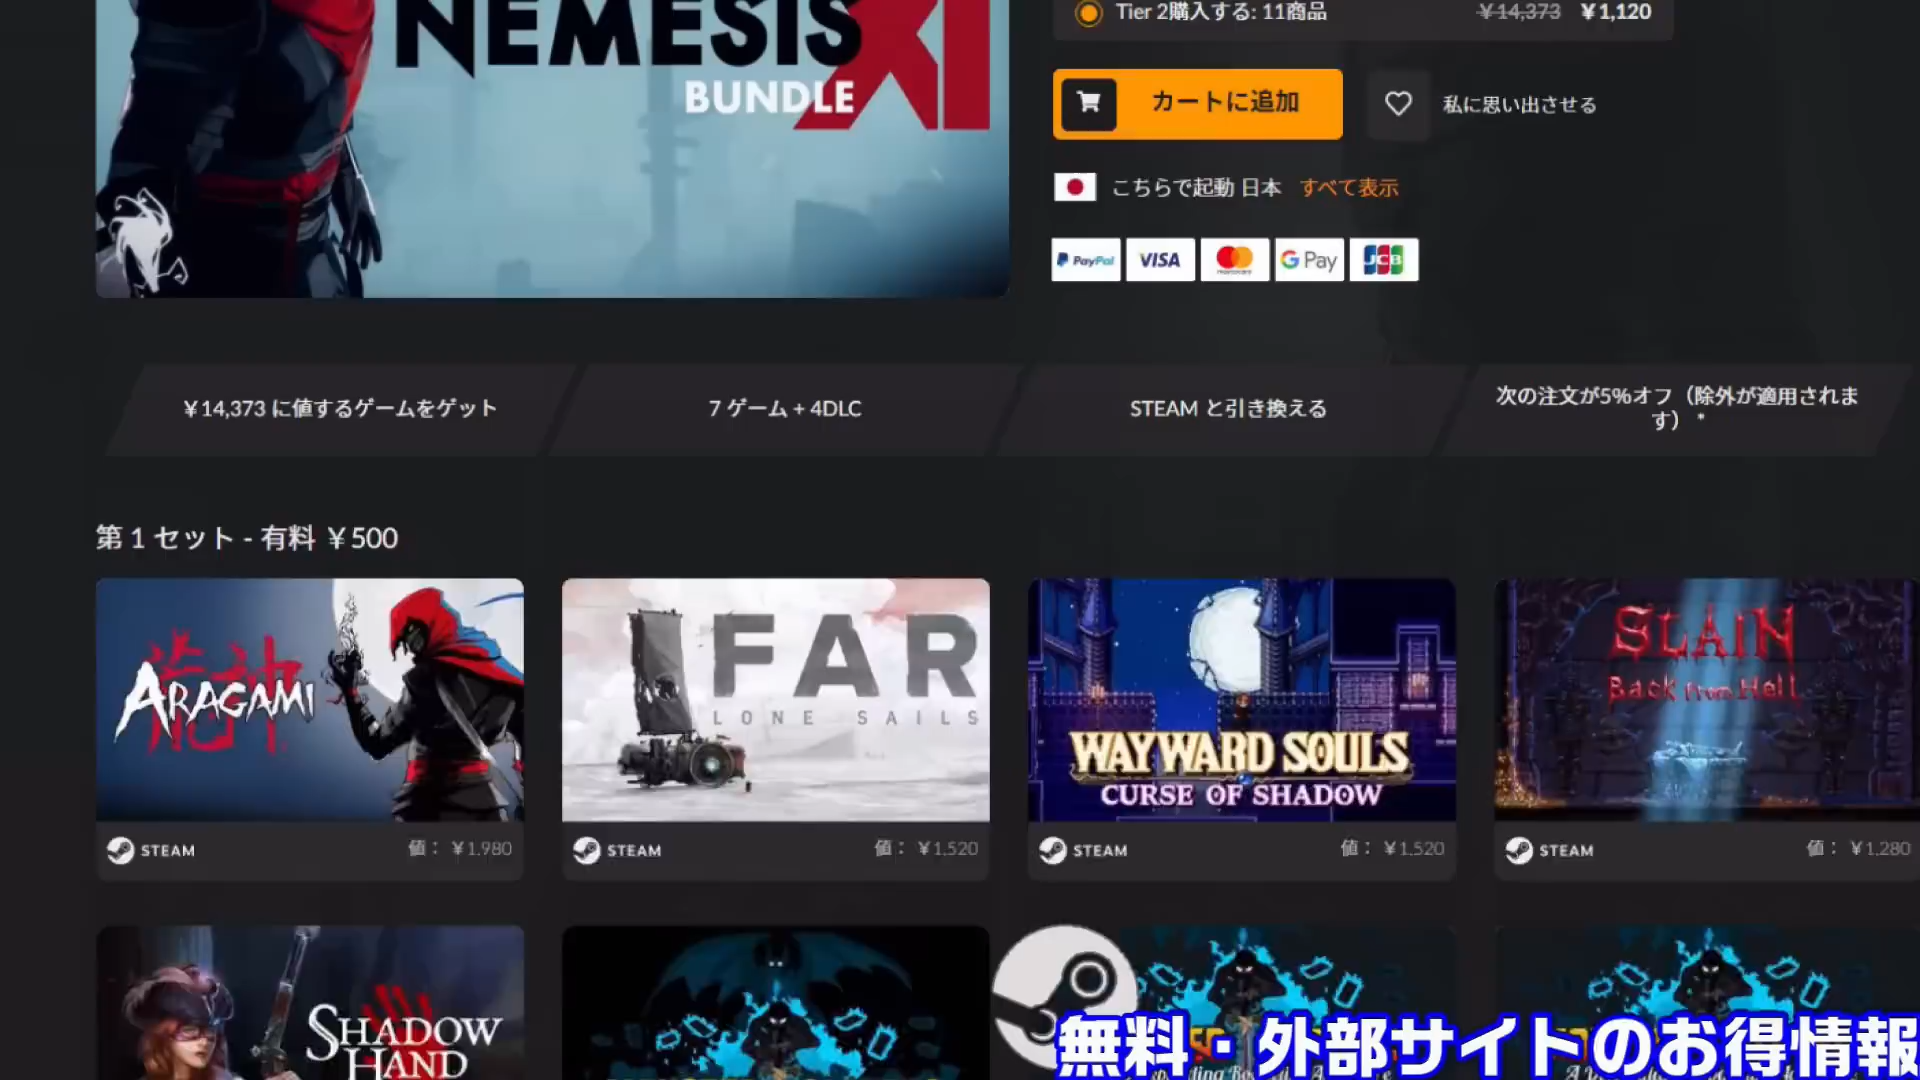 NEMESIS
BUNDLE
XI
Tier 2購入する: 11商品
¥14,373 ¥1,120
カートに追加
私に思い出させる
こちらで起動 日本 すべて表示
PayPal VISA mastercard G Pay JCB
¥14,373 に値するゲームをゲット
7 ゲーム + 4DLC
STEAM と引き換える
次の注文が5%オフ（除外が適用されま
す） *
第 1 セット - 有料 ¥500
龍神
ARAGAMI
FAR
LONE SAILS
WAYWARD SOULS
CURSE OF SHADOW
SLAIN
Back from Hell
STEAM 値： ¥1,980
STEAM 値： ¥1,520
STEAM 値： ¥1,520
STEAM 値： ¥1,280
SHADOW
HAND
無料・外部サイトのお得情報